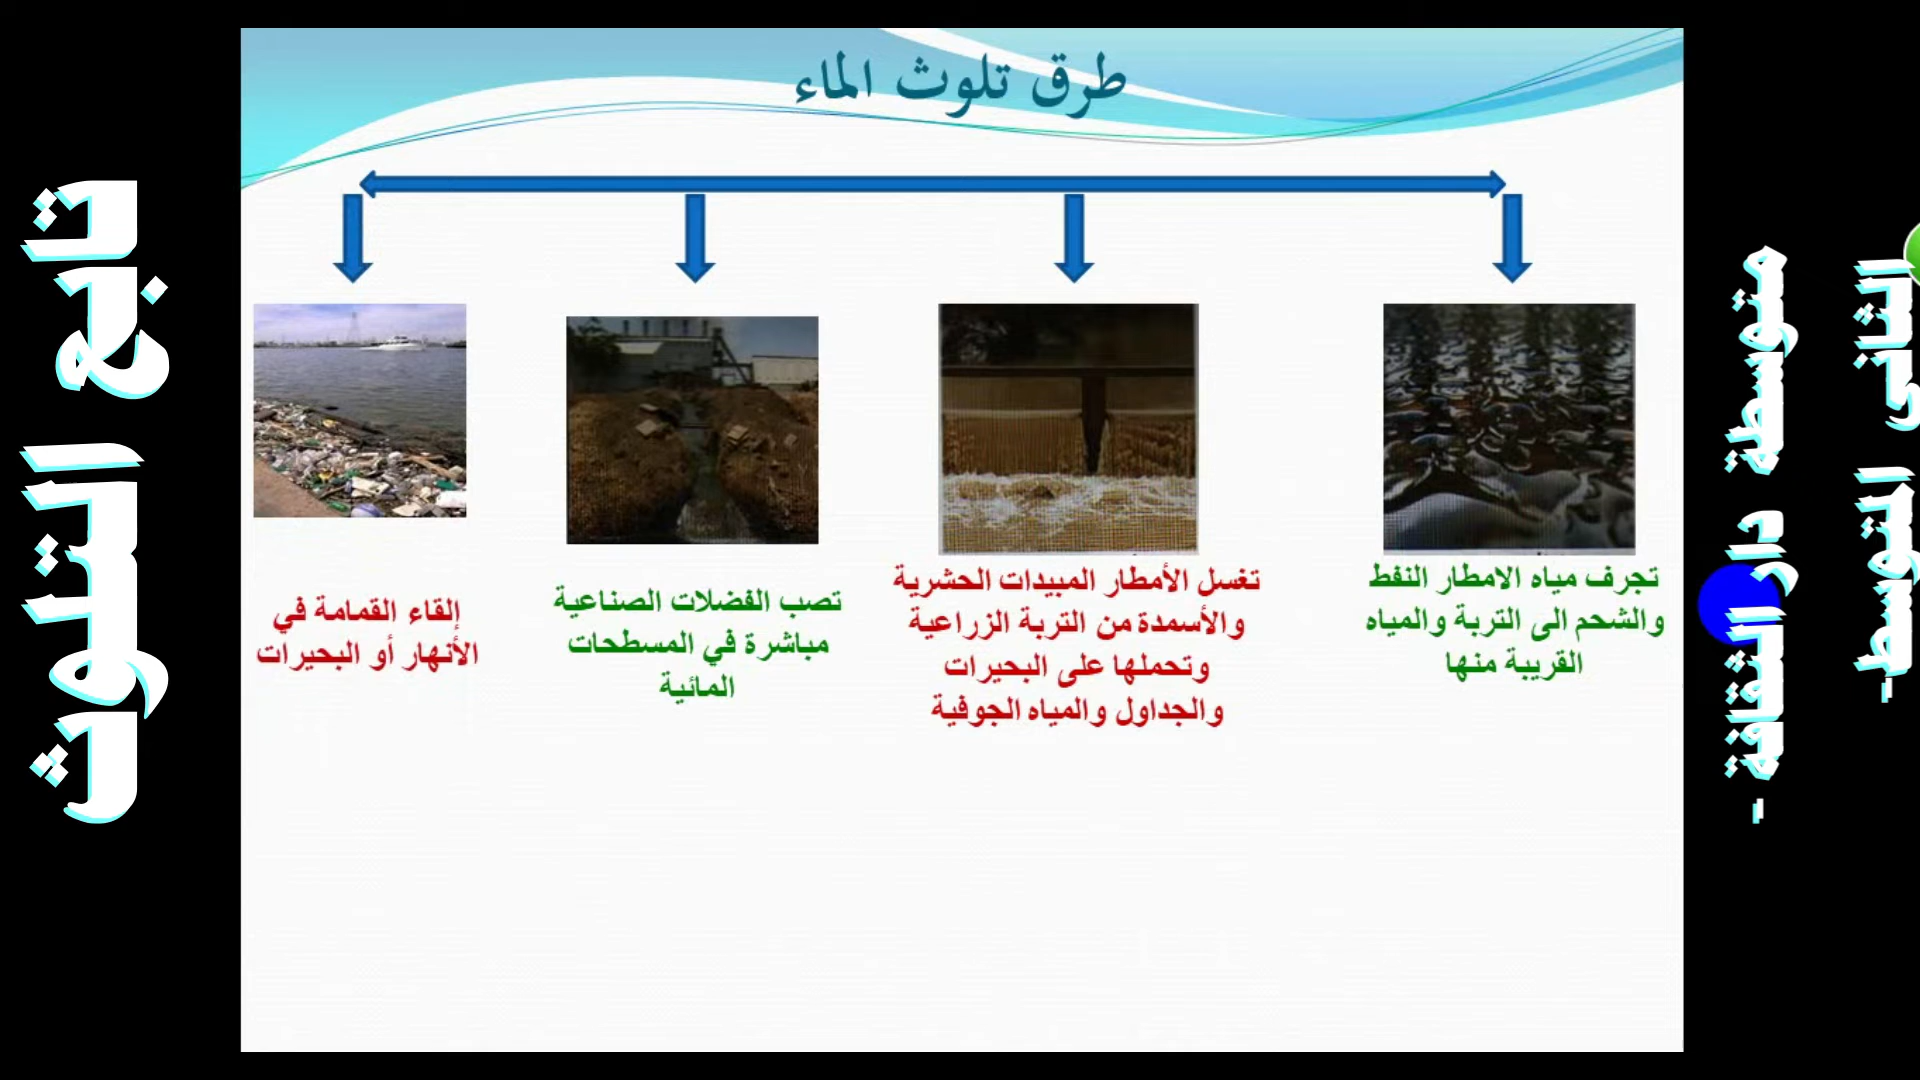 طرق تلوث الماء
تجرف مياه الامطار النفط
والشحم الى التربة والمياه
القريبة منها
تغسل الأمطار المبيدات الحشرية
والأسمدة من التربة الزراعية
وتحملها على البحيرات
والجداول والمياه الجوفية
تصب الفضلات الصناعية
مباشرة في المسطحات
المائية
إلقاء القمامة في
الأنهار أو البحيرات
تابع التلوث
متوسطة دار الثقافة -
الثانى المتوسط-